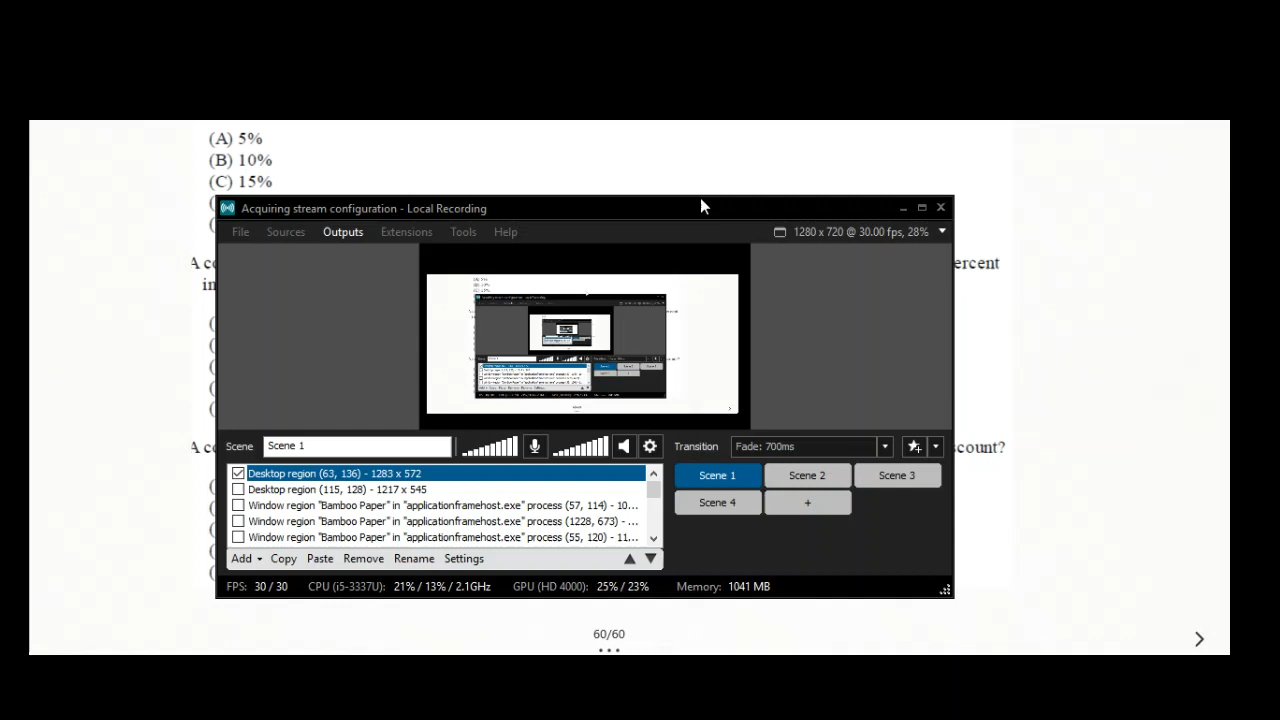 (A) 5%
(B) 10%
(C) 15%
Acquiring stream configuration - Local Recording
File Sources Outputs Extensions Tools Help
1280 x 720 @ 30.00 fps, 28%
ercent
in
Scene Scene 1
Transition Fade: 700ms
count?
Desktop region (63, 136) - 1283 x 572
Desktop region (115, 128) - 1217 x 545
Window region "Bamboo Paper" in "applicationframehost.exe" process (57, 114) - 10...
Window region "Bamboo Paper" in "applicationframehost.exe" process (1228, 673) - ...
Window region "Bamboo Paper" in "applicationframehost.exe" process (55, 120) - 11...
Scene 1 Scene 2 Scene 3
Scene 4 +
Add Copy Paste Remove Rename Settings
FPS: 30 / 30 CPU (i5-3337U): 21% / 13% / 2.1GHz GPU (HD 4000): 25% / 23% Memory: 1041 MB
60/60